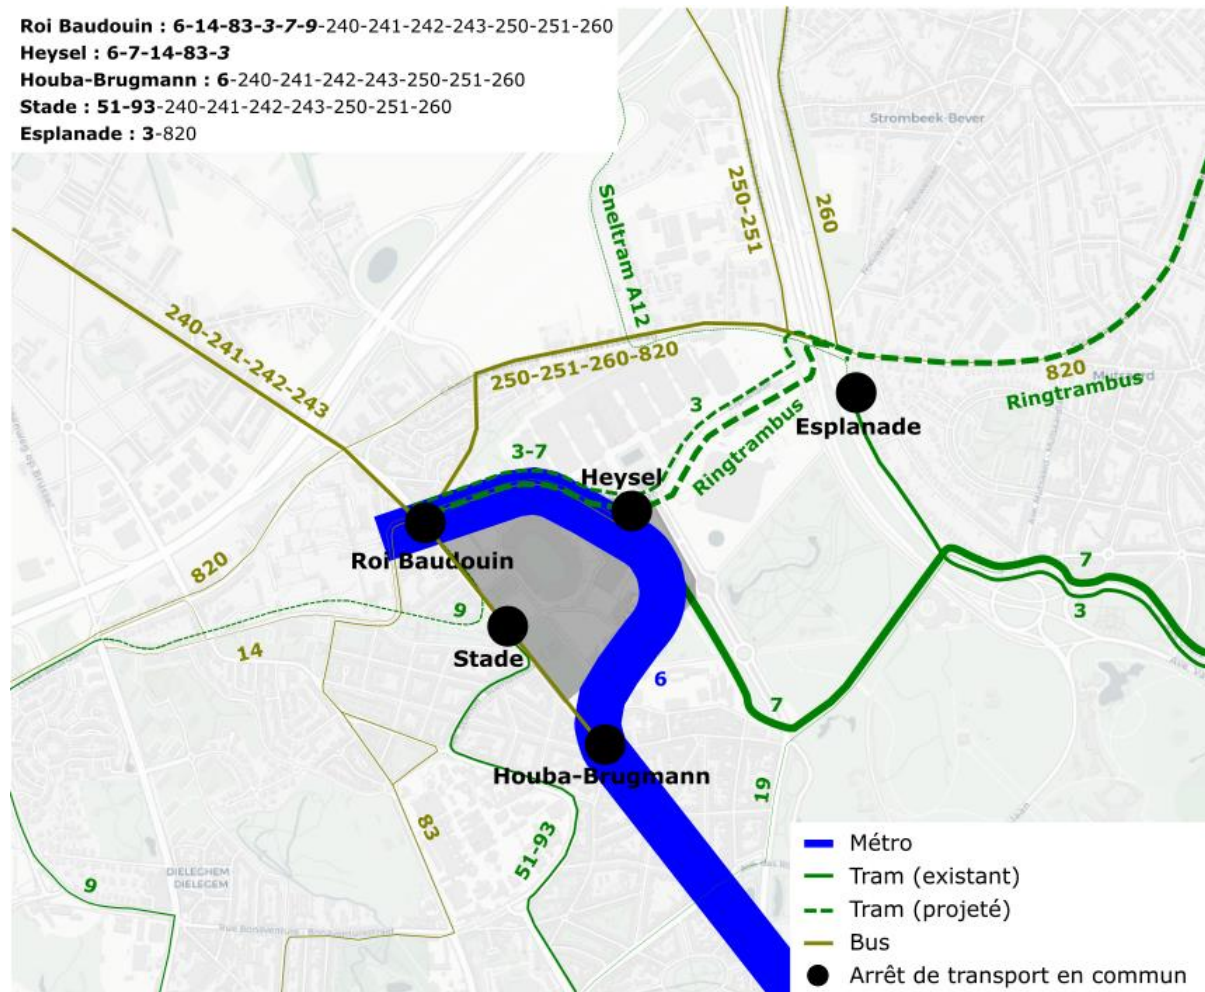 Roi Baudouin : 6-14-83-3-7-9-240-241-242-243-250-251-260
Heysel : 6-7-14-83-3
Houba-Brugmann : 6-240-241-242-243-250-251-260
Stade : 51-93-240-241-242-243-250-251-260
Esplanade : 3-820
Strombeek-Bever
250-251
260
Sneltram A12
240-241-242-243
250-251-260-820
820
Ringtrambus
3
Ringtrambus
Esplanade
3-7
Heysel
Roi Baudouin
820
7
3
9
14
Stade
6
7
Houba-Brugmann
19
83
51-93
DIELEGHEM
DIELEGEM
9
Métro
Tram (existant)
Tram (projeté)
Bus
Arrêt de transport en commun